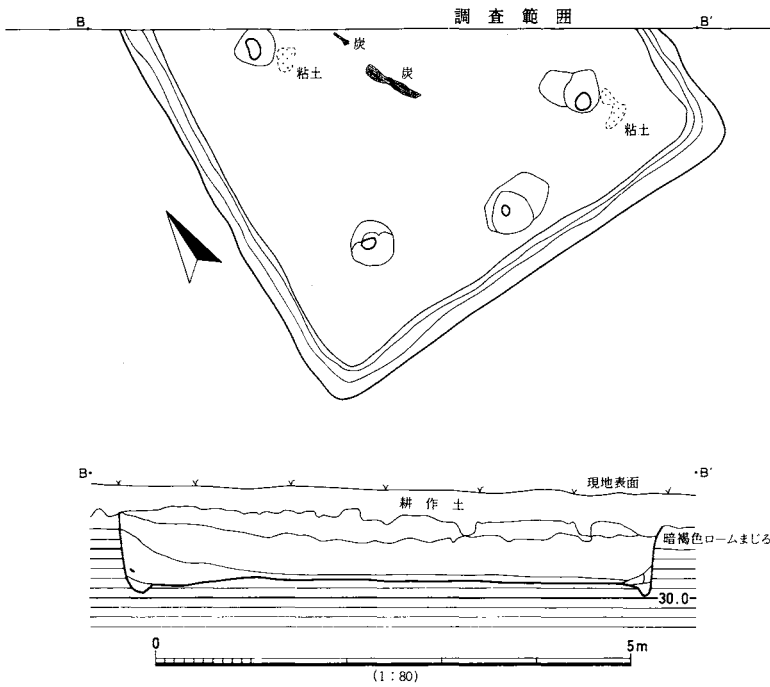 調査範囲
B B′
炭
粘土
炭
粘土
B・ ・B′
現地表面
耕作土
暗褐色ロームまじる
30.0
0 5m
(1:80)